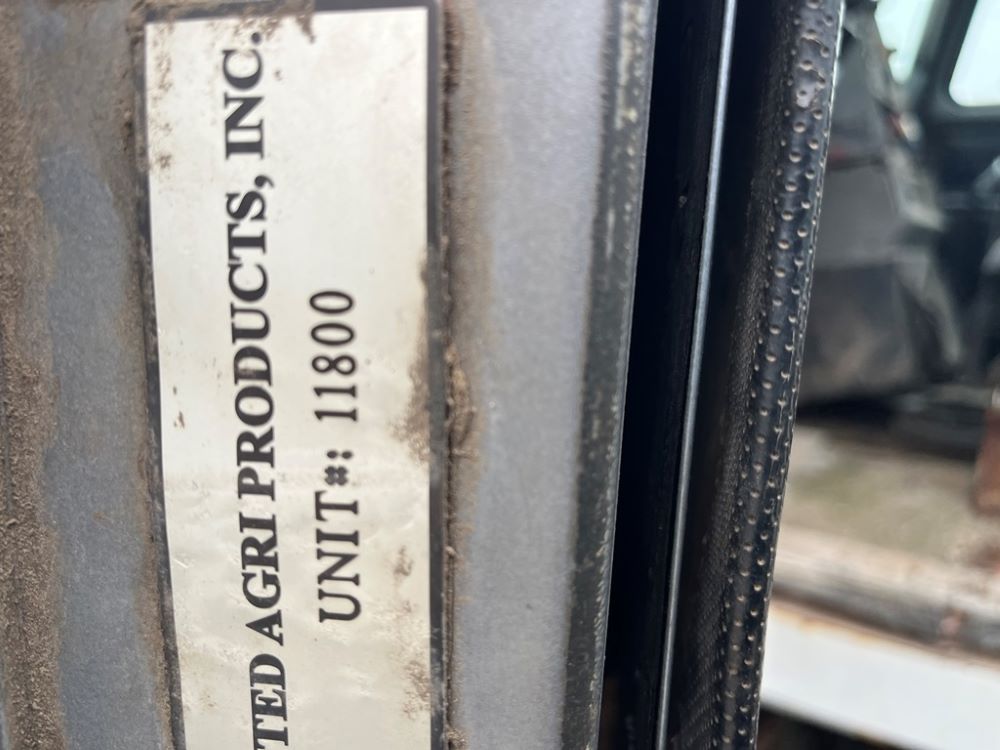 TED AGRI PRODUCTS, INC.
UNIT#: 11800